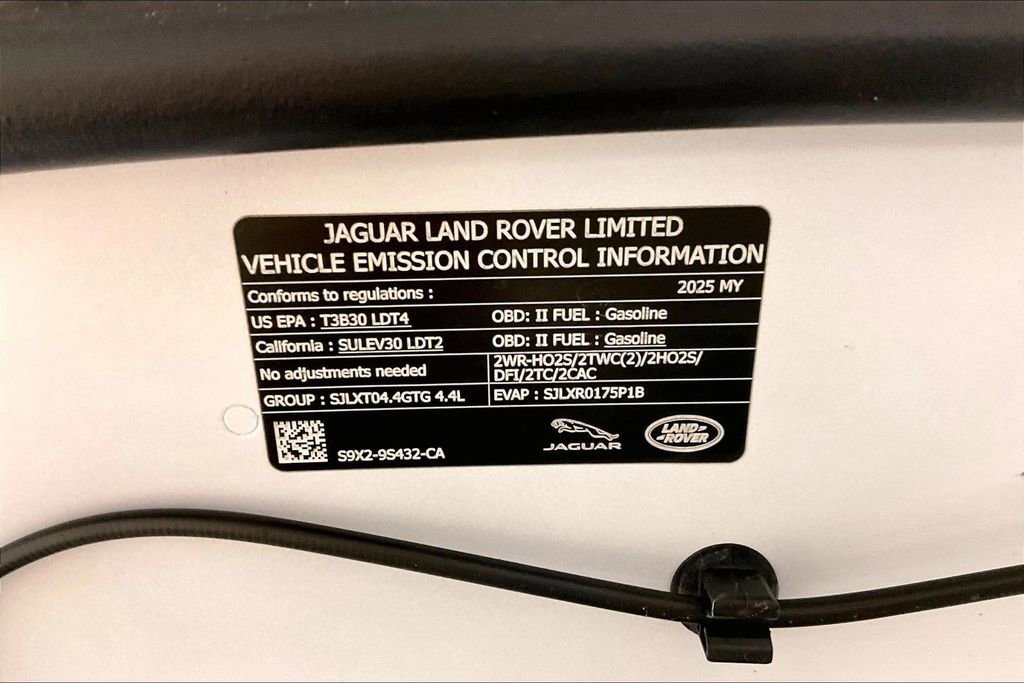 JAGUAR LAND ROVER LIMITED
VEHICLE EMISSION CONTROL INFORMATION
Conforms to regulations : 2025 MY
US EPA : T3B30 LDT4 OBD: II FUEL : Gasoline
California : SULEV30 LDT2 OBD: II FUEL : Gasoline
No adjustments needed 2WR-HO2S/2TWC(2)/2HO2S/
DFI/2TC/2CAC
GROUP : SJLXT04.4GTG 4.4L EVAP : SJLXR0175P1B
S9X2-9S432-CA
JAGUAR
LAND
ROVER